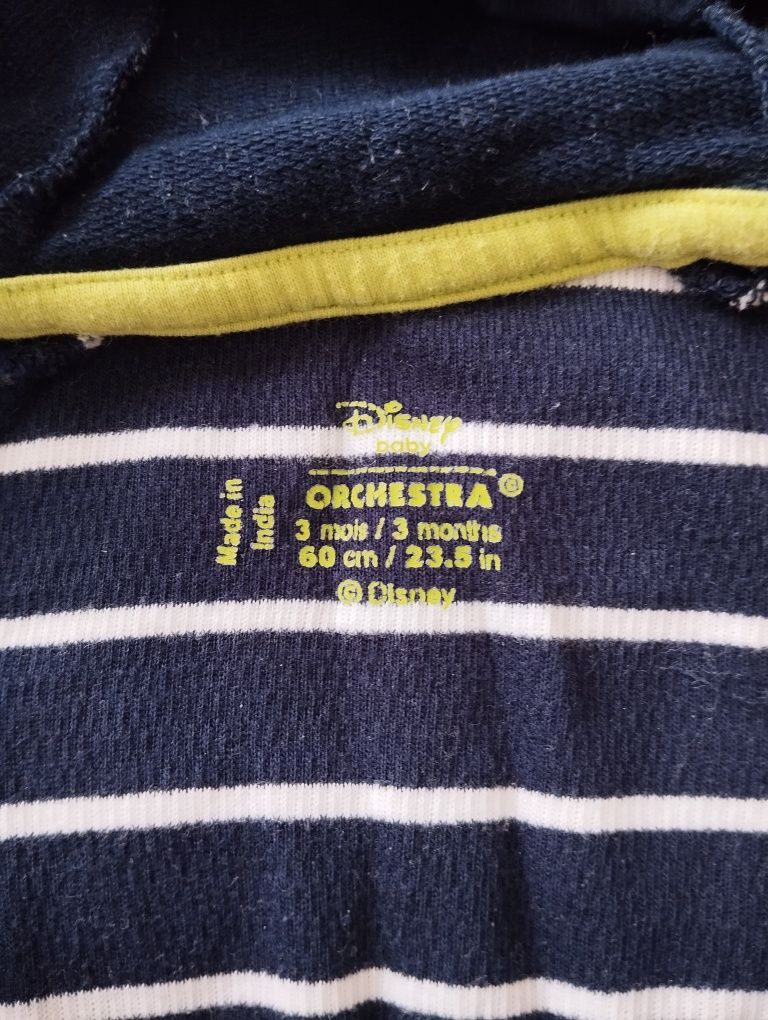 Disney
baby
ORCHESTRA®
3 mois / 3 months
60 cm / 23.5 in
© Disney
Made in
India